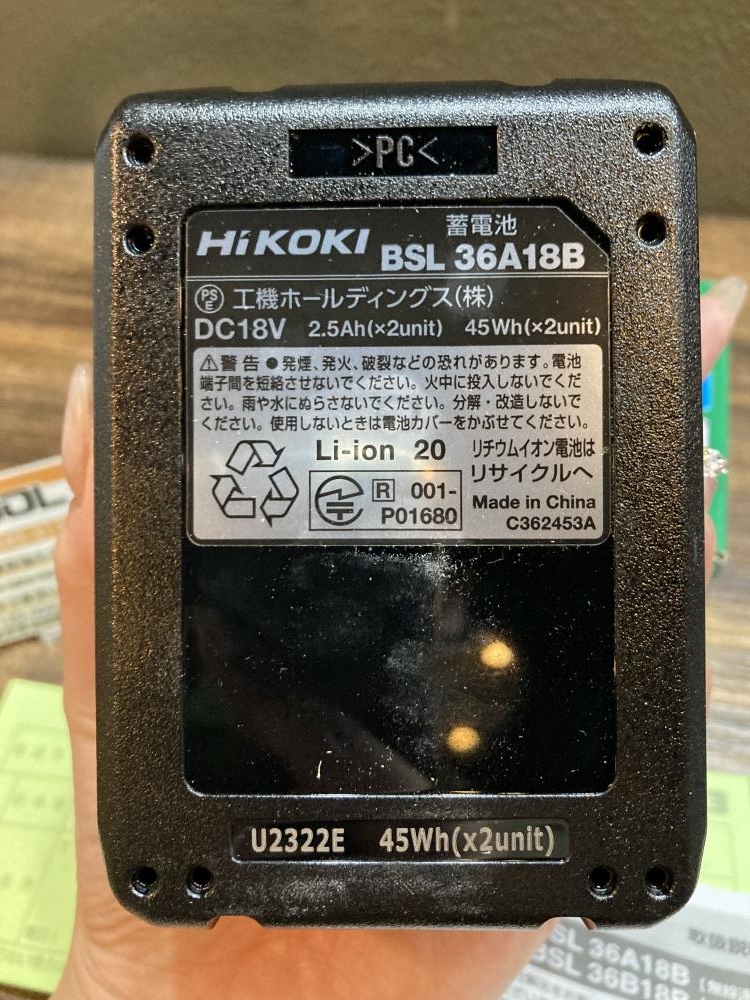 >PC<
HiKOKI
蓄電池
BSL 36A18B
PS
E
工機ホールディングス(株)
DC18V 2.5Ah(×2unit) 45Wh(×2unit)
⚠警告 ●発煙、発火、破裂などの恐れがあります。電池
端子間を短絡させないでください。火中に投入しないでくだ
さい。雨や水にぬらさないでください。分解・改造しないで
ください。使用しないときは電池カバーをかぶせてください。
Li-ion 20
リチウムイオン電池は
リサイクルへ
R 001-
P01680
Made in China
C362453A
U2322E 45Wh(x2unit)
取扱説
BSL 36A18B
BSL 36B18B